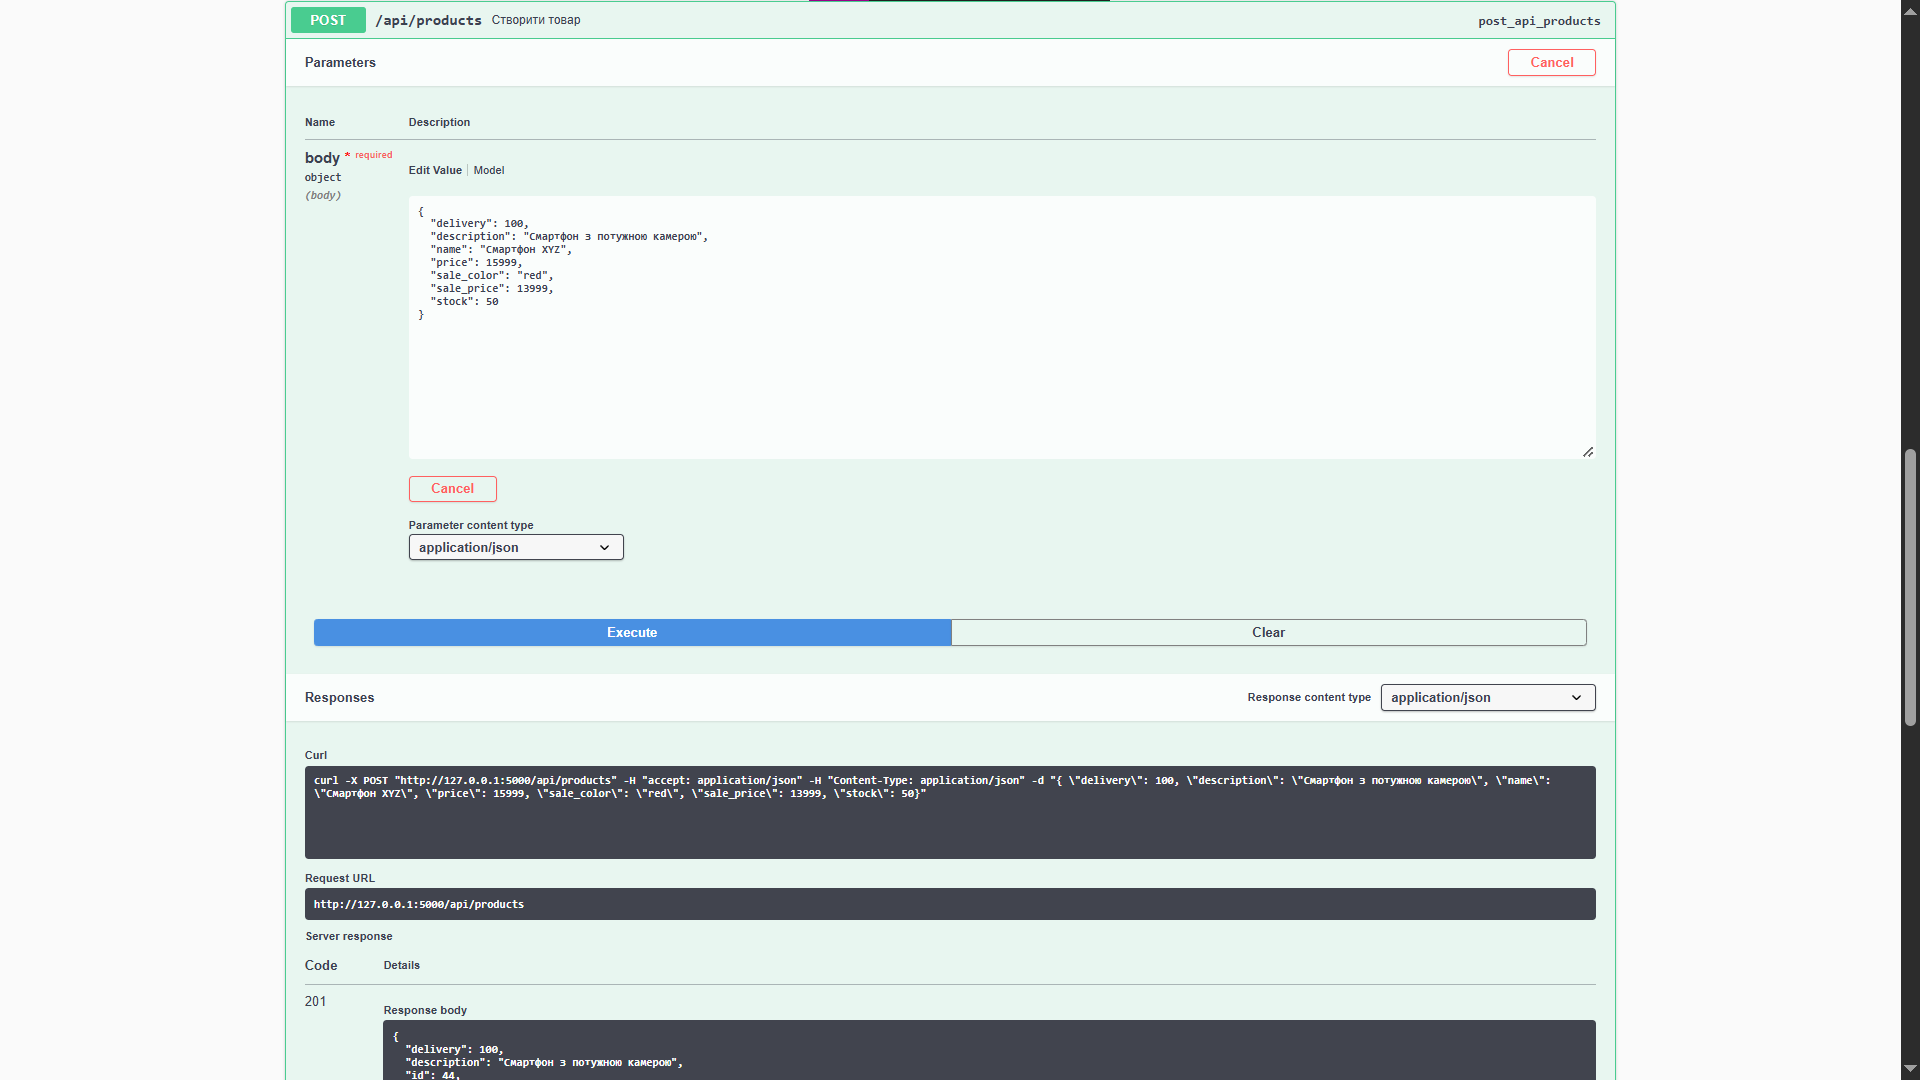 POST /api/products Створити товар post_api_products
Parameters Cancel
Name Description
body * required
object
(body)
Edit Value | Model
{
  "delivery": 100,
  "description": "Смартфон з потужною камерою",
  "name": "Смартфон XYZ",
  "price": 15999,
  "sale_color": "red",
  "sale_price": 13999,
  "stock": 50
}
Cancel
Parameter content type
application/json
Execute Clear
Responses Response content type application/json
Curl
curl -X POST "http://127.0.0.1:5000/api/products" -H "accept: application/json" -H "Content-Type: application/json" -d "{ \"delivery\": 100, \"description\": \"Смартфон з потужною камерою\", \"name\":
\"Смартфон XYZ\", \"price\": 15999, \"sale_color\": \"red\", \"sale_price\": 13999, \"stock\": 50}"
Request URL
http://127.0.0.1:5000/api/products
Server response
Code Details
201
Response body
{
  "delivery": 100,
  "description": "Смартфон з потужною камерою",
  "id": 44,